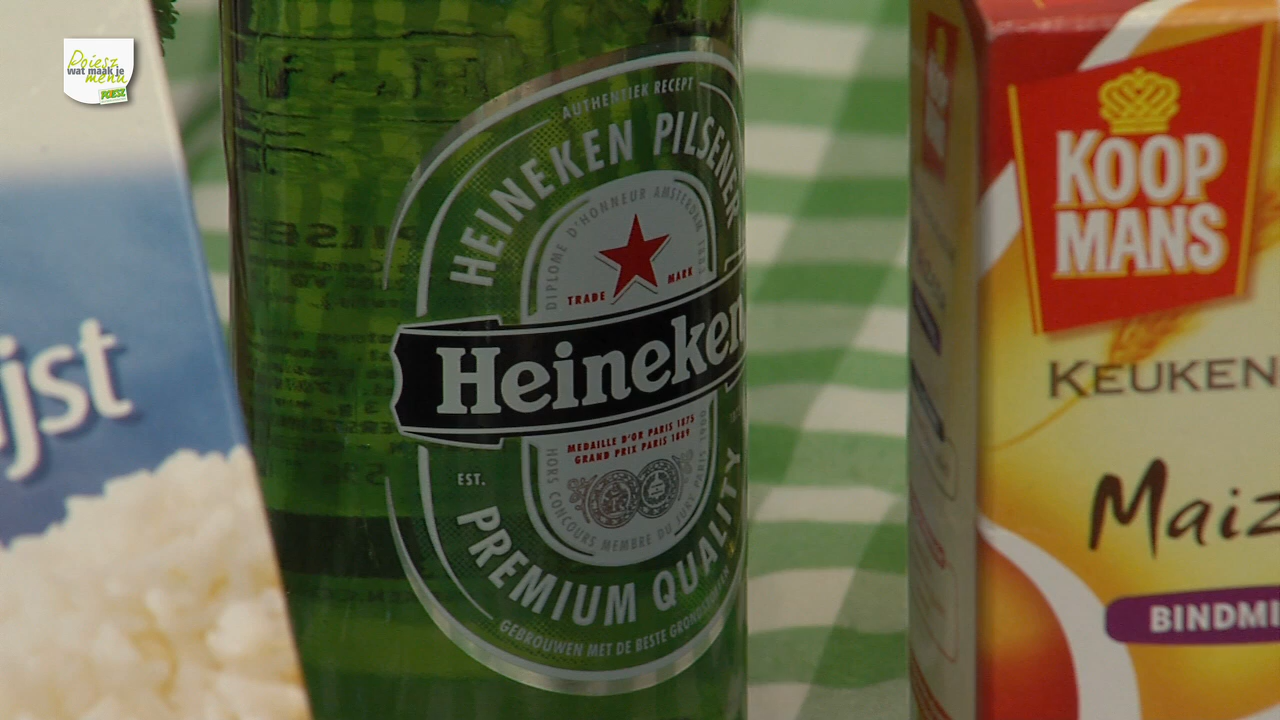 Poiesz
wat maak je
menu
POIESZ
ijst
AUTHENTIEK RECEPT
HEINEKEN PILSENER
DIPLOME D'HONNEUR AMSTERDAM
TRADE MARK
Heineken
MEDAILLE D'OR PARIS 1875
GRAND PRIX PARIS 1889
HORS CONCOURS MEMBRE DU JURY PARIS
EST.
PREMIUM QUALITY
GEBROUWEN MET DE BESTE
KOOP
MANS
KEUKEN
Maiz
BINDMI